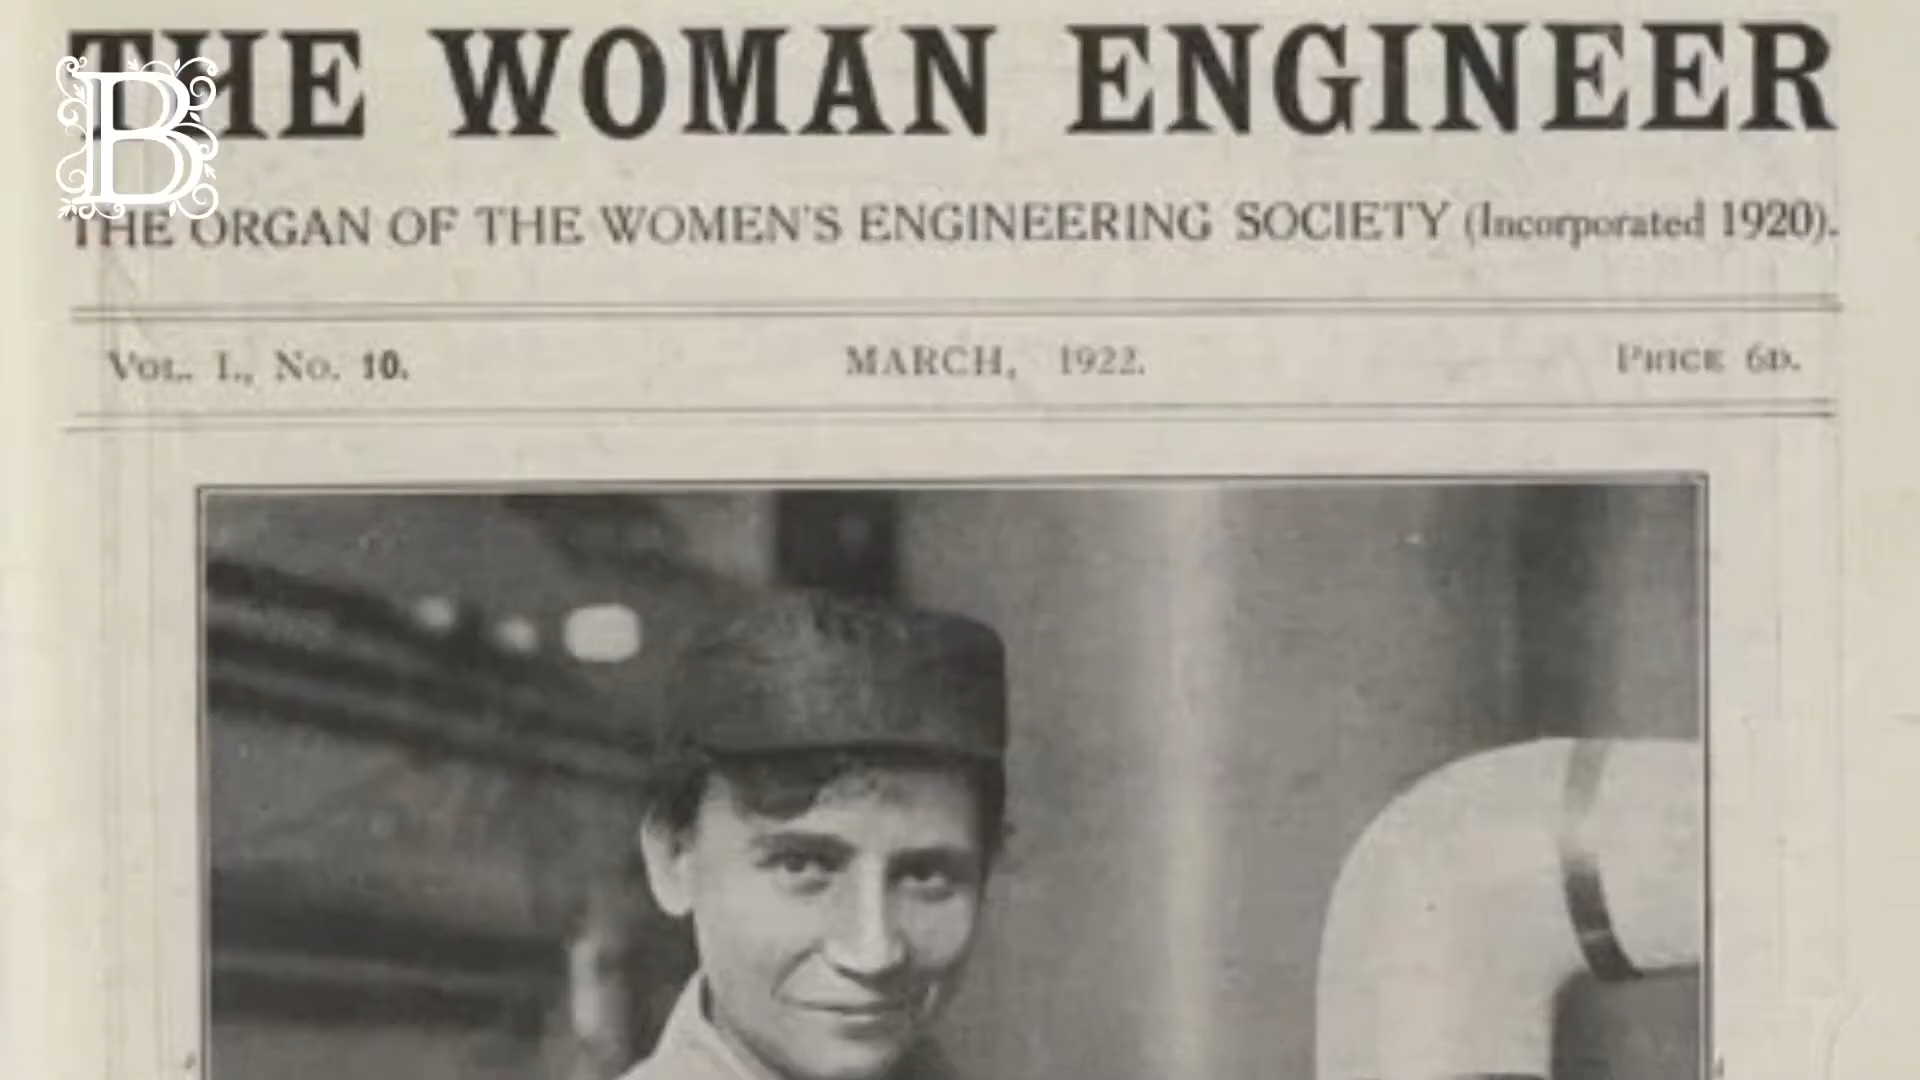 THE WOMAN ENGINEER
B
THE ORGAN OF THE WOMEN'S ENGINEERING SOCIETY (Incorporated 1920).
VOL. I., No. 10. MARCH, 1922. PRICE 6D.